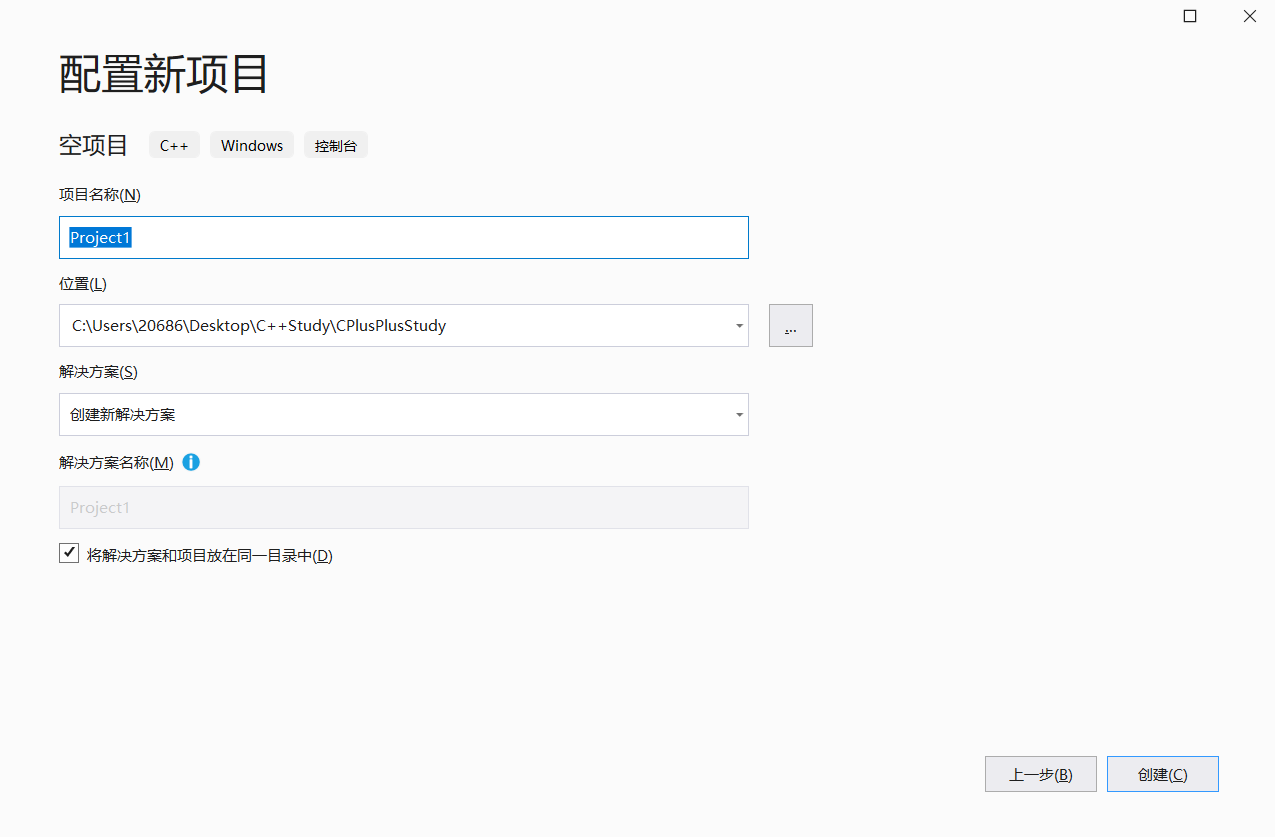 配置新项目
空项目 C++ Windows 控制台
项目名称(N)
Project1
位置(L)
C:\Users\20686\Desktop\C++Study\CPlusPlusStudy
...
解决方案(S)
创建新解决方案
解决方案名称(M)
Project1
将解决方案和项目放在同一目录中(D)
上一步(B) 创建(C)